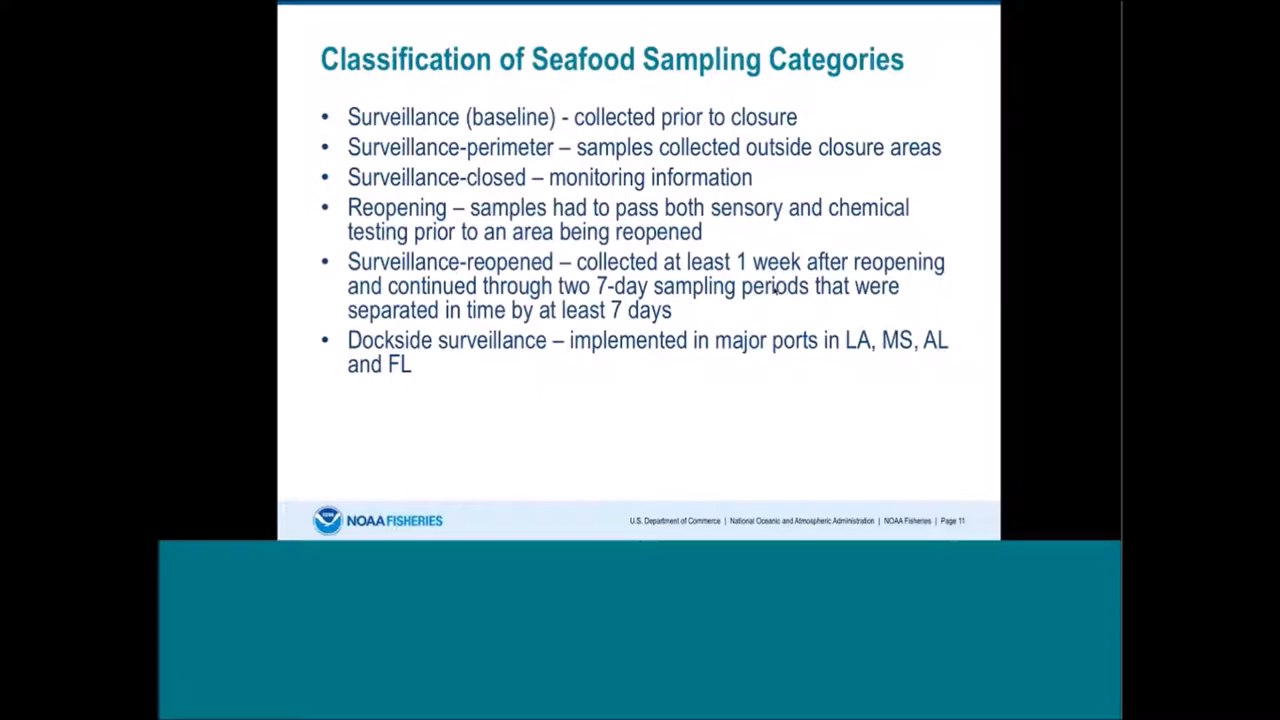 Classification of Seafood Sampling Categories
• Surveillance (baseline) - collected prior to closure
• Surveillance-perimeter – samples collected outside closure areas
• Surveillance-closed – monitoring information
• Reopening – samples had to pass both sensory and chemical
testing prior to an area being reopened
• Surveillance-reopened – collected at least 1 week after reopening
and continued through two 7-day sampling periods that were
separated in time by at least 7 days
• Dockside surveillance – implemented in major ports in LA, MS, AL
and FL
NOAA FISHERIES
U.S. Department of Commerce | National Oceanic and Atmospheric Administration | NOAA Fisheries | Page 11